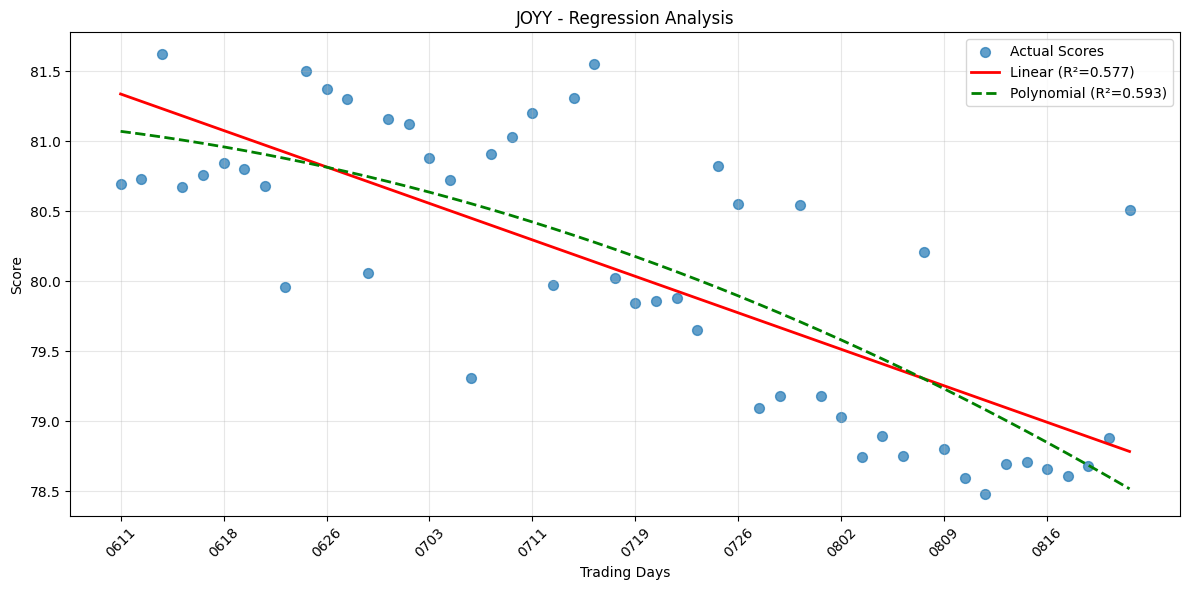 JOYY - Regression Analysis
Actual Scores
Linear (R²=0.577)
Polynomial (R²=0.593)
Score
81.5
81.0
80.5
80.0
79.5
79.0
78.5
0611
0618
0626
0703
0711
0719
0726
0802
0809
0816
Trading Days